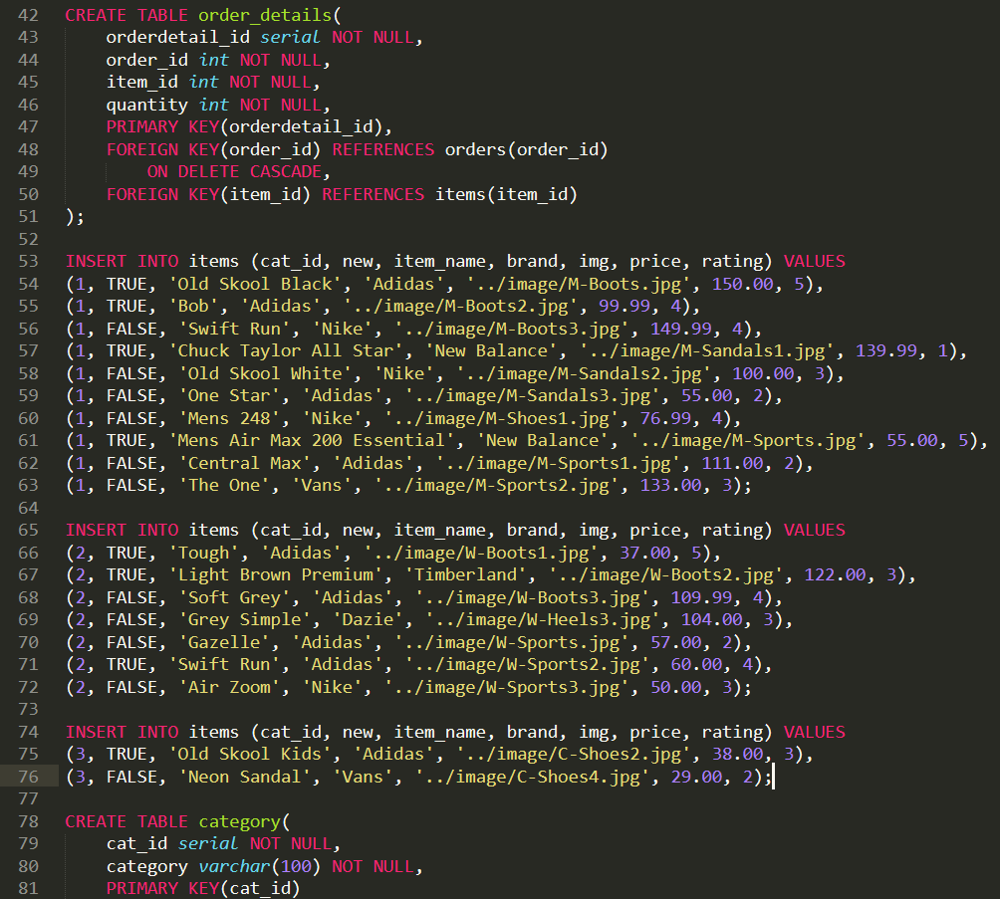 42 CREATE TABLE order_details(
43 orderdetail_id serial NOT NULL,
44 order_id int NOT NULL,
45 item_id int NOT NULL,
46 quantity int NOT NULL,
47 PRIMARY KEY(orderdetail_id),
48 FOREIGN KEY(order_id) REFERENCES orders(order_id)
49 ON DELETE CASCADE,
50 FOREIGN KEY(item_id) REFERENCES items(item_id)
51 );
52
53 INSERT INTO items (cat_id, new, item_name, brand, img, price, rating) VALUES
54 (1, TRUE, 'Old Skool Black', 'Adidas', '../image/M-Boots.jpg', 150.00, 5),
55 (1, TRUE, 'Bob', 'Adidas', '../image/M-Boots2.jpg', 99.99, 4),
56 (1, FALSE, 'Swift Run', 'Nike', '../image/M-Boots3.jpg', 149.99, 4),
57 (1, TRUE, 'Chuck Taylor All Star', 'New Balance', '../image/M-Sandals1.jpg', 139.99, 1),
58 (1, FALSE, 'Old Skool White', 'Nike', '../image/M-Sandals2.jpg', 100.00, 3),
59 (1, FALSE, 'One Star', 'Adidas', '../image/M-Sandals3.jpg', 55.00, 2),
60 (1, FALSE, 'Mens 248', 'Nike', '../image/M-Shoes1.jpg', 76.99, 4),
61 (1, TRUE, 'Mens Air Max 200 Essential', 'New Balance', '../image/M-Sports.jpg', 55.00, 5),
62 (1, FALSE, 'Central Max', 'Adidas', '../image/M-Sports1.jpg', 111.00, 2),
63 (1, FALSE, 'The One', 'Vans', '../image/M-Sports2.jpg', 133.00, 3);
64
65 INSERT INTO items (cat_id, new, item_name, brand, img, price, rating) VALUES
66 (2, TRUE, 'Tough', 'Adidas', '../image/W-Boots1.jpg', 37.00, 5),
67 (2, TRUE, 'Light Brown Premium', 'Timberland', '../image/W-Boots2.jpg', 122.00, 3),
68 (2, FALSE, 'Soft Grey', 'Adidas', '../image/W-Boots3.jpg', 109.99, 4),
69 (2, FALSE, 'Grey Simple', 'Dazie', '../image/W-Heels3.jpg', 104.00, 3),
70 (2, FALSE, 'Gazelle', 'Adidas', '../image/W-Sports.jpg', 57.00, 2),
71 (2, TRUE, 'Swift Run', 'Adidas', '../image/W-Sports2.jpg', 60.00, 4),
72 (2, FALSE, 'Air Zoom', 'Nike', '../image/W-Sports3.jpg', 50.00, 3);
73
74 INSERT INTO items (cat_id, new, item_name, brand, img, price, rating) VALUES
75 (3, TRUE, 'Old Skool Kids', 'Adidas', '../image/C-Shoes2.jpg', 38.00, 3),
76 (3, FALSE, 'Neon Sandal', 'Vans', '../image/C-Shoes4.jpg', 29.00, 2);
77
78 CREATE TABLE category(
79 cat_id serial NOT NULL,
80 category varchar(100) NOT NULL,
81 PRIMARY KEY(cat_id)